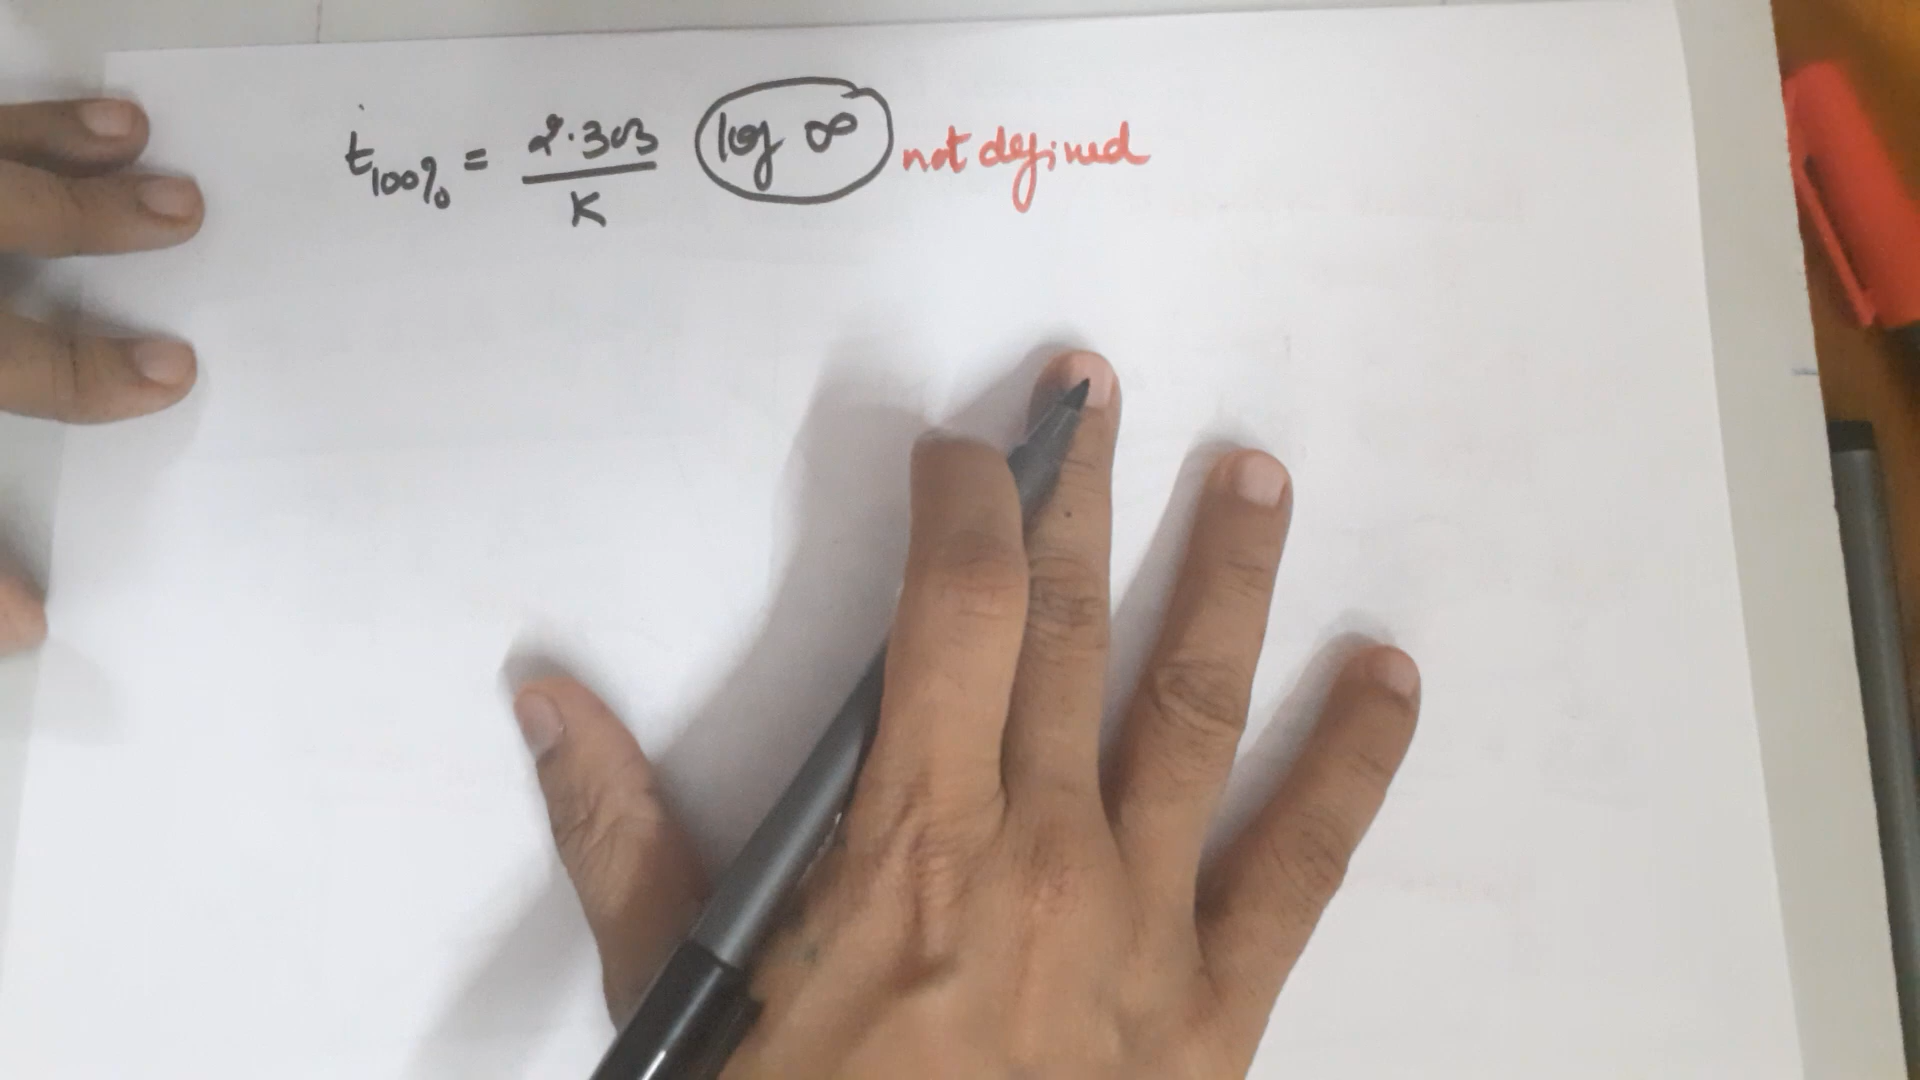 t100% = 2.303/K log ∞ not defined